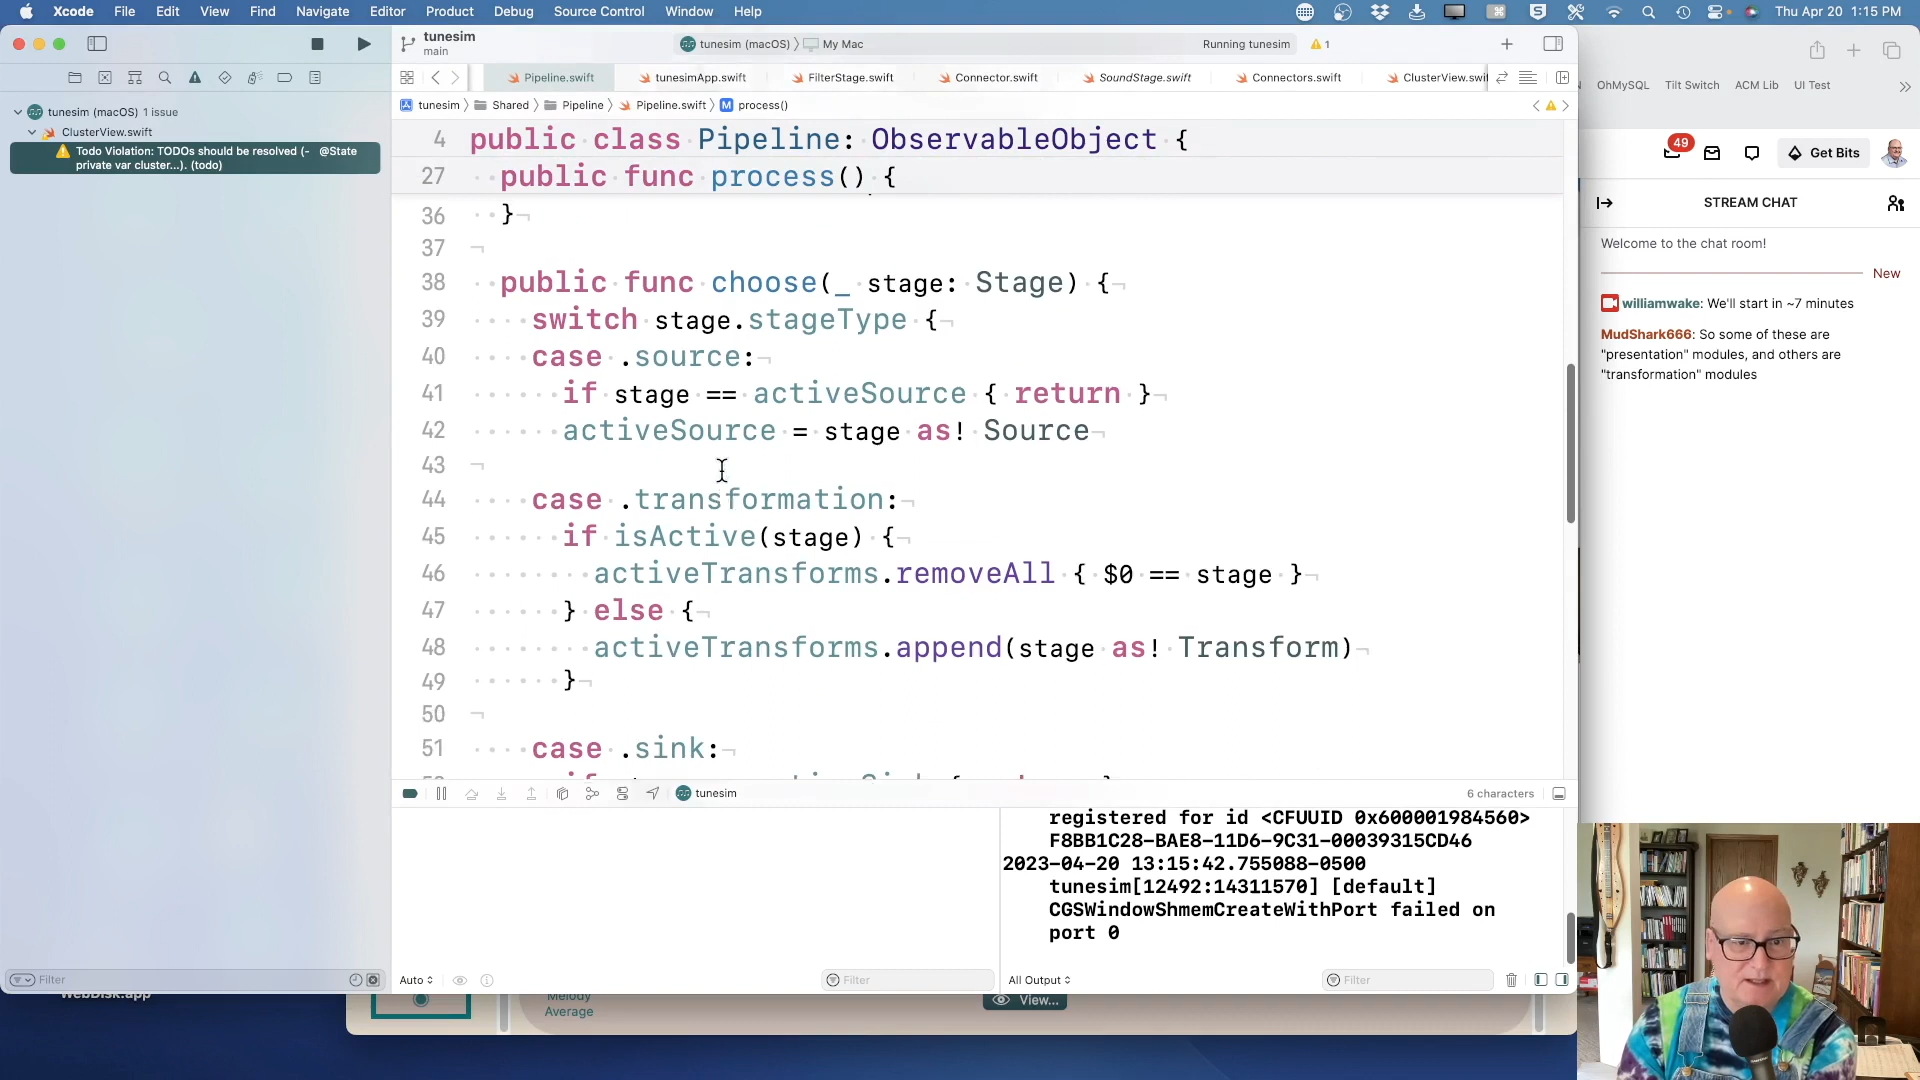 Xcode File Edit View Find Navigate Editor Product Debug Source Control Window Help Thu Apr 20 1:15 PM
tunesim
main
tunesim (macOS) My Mac
Running tunesim 1
OhMySQL Tilt Switch ACM Lib UI Test
Pipeline.swift tunesimApp.swift FilterStage.swift Connector.swift SoundStage.swift Connectors.swift ClusterView.swif
tunesim Shared Pipeline Pipeline.swift M process()
tunesim (macOS) 1 issue
ClusterView.swift
Todo Violation: TODOs should be resolved (- @State
private var cluster...). (todo)
4 public class Pipeline: ObservableObject {
27 public func process() {
36 }
37
38 public func choose(_ stage: Stage) {
39 switch stage.stageType {
40 case .source:
41 if stage == activeSource { return }
42 activeSource = stage as! Source
43
44 case .transformation:
45 if isActive(stage) {
46 activeTransforms.removeAll { $0 == stage }
47 } else {
48 activeTransforms.append(stage as! Transform)
49 }
50
51 case .sink:
tunesim
6 characters
registered for id <CFUUID 0x600001984560>
F8BB1C28-BAE8-11D6-9C31-00039315CD46
2023-04-20 13:15:42.755088-0500
tunesim[12492:14311570] [default]
CGSWindowShmemCreateWithPort failed on
port 0
Filter
Auto
Filter
All Output
Filter
WebDisk.app
Melody
Average
View...
49
Get Bits
STREAM CHAT
Welcome to the chat room!
New
williamwake: We'll start in ~7 minutes
MudShark666: So some of these are
"presentation" modules, and others are
"transformation" modules